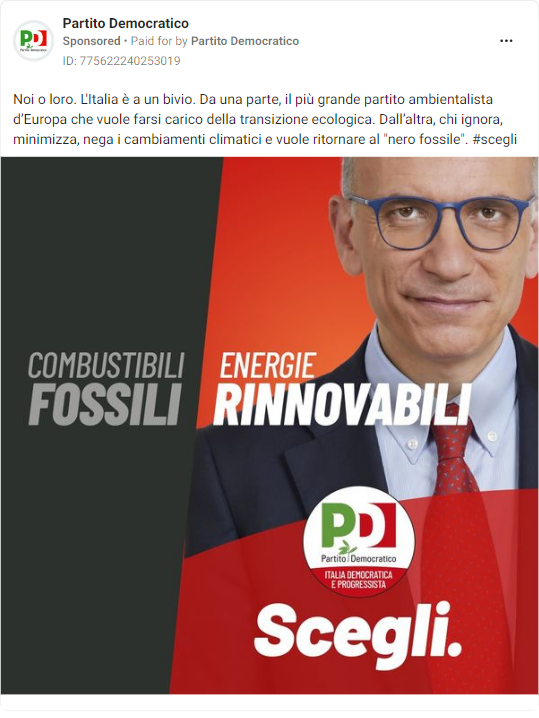 Partito Democratico
Sponsored • Paid for by Partito Democratico
ID: 775622240253019
Noi o loro. L'Italia è a un bivio. Da una parte, il più grande partito ambientalista
d'Europa che vuole farsi carico della transizione ecologica. Dall'altra, chi ignora,
minimizza, nega i cambiamenti climatici e vuole ritornare al "nero fossile". #scegli
COMBUSTIBILI
FOSSILI
ENERGIE
RINNOVABILI
PD
Partito Democratico
ITALIA DEMOCRATICA
E PROGRESSISTA
Scegli.